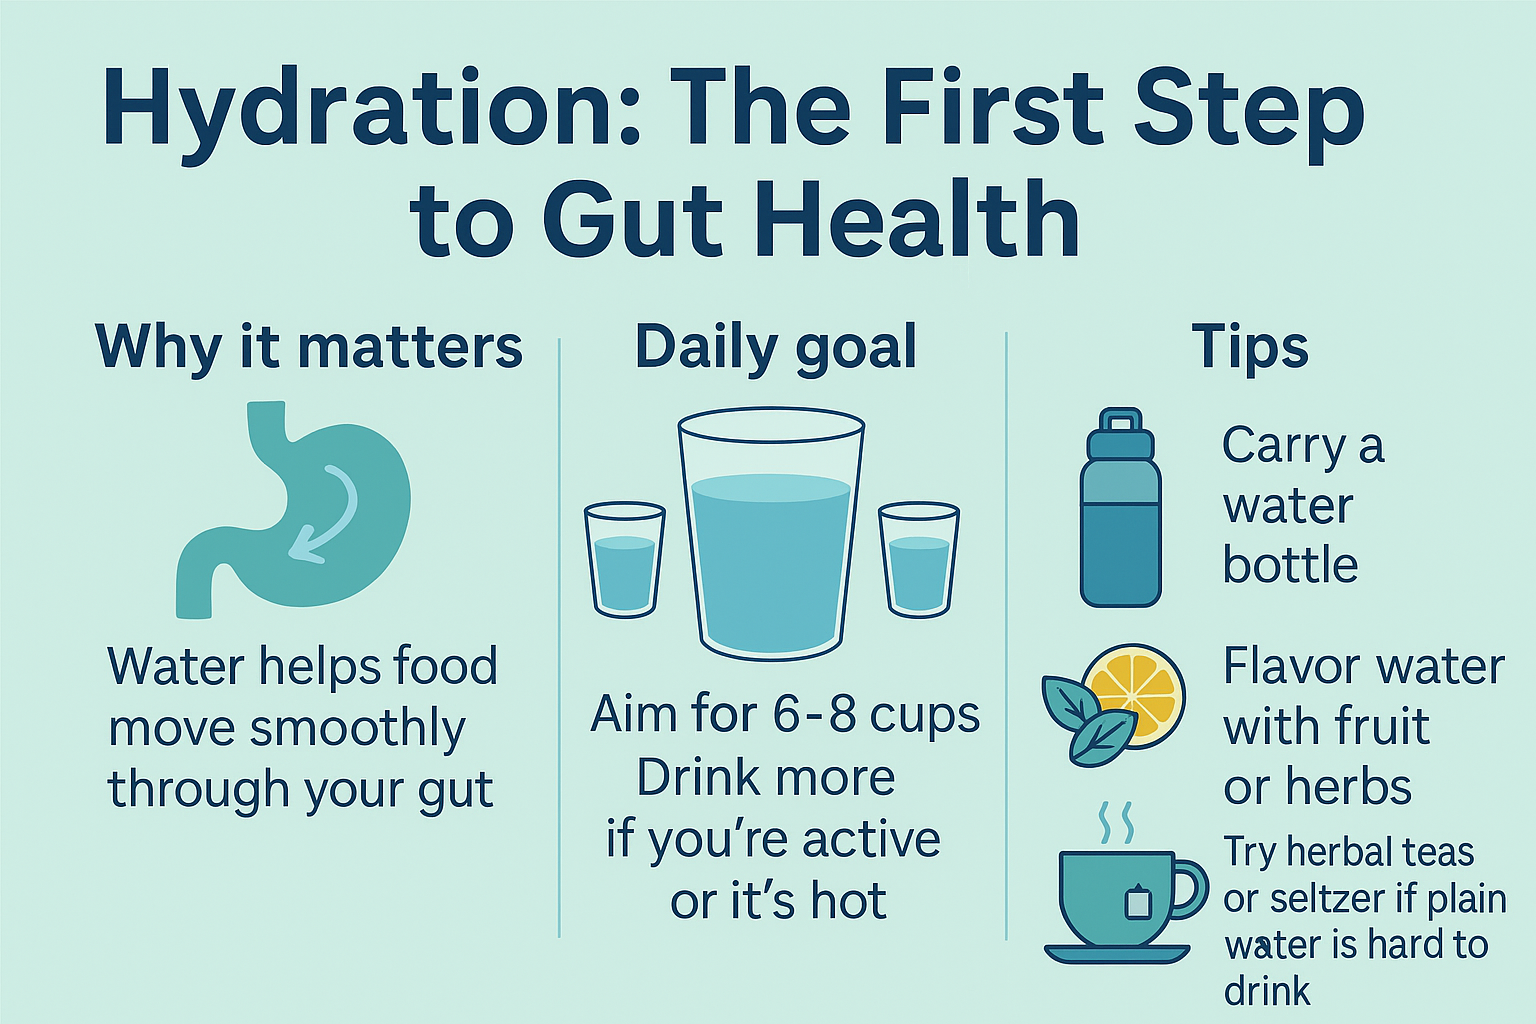 Hydration: The First Step
to Gut Health
Why it matters
Water helps food
move smoothly
through your gut
Daily goal
Aim for 6-8 cups
Drink more
if you’re active
or it’s hot
Tips
Carry a
water
bottle
Flavor water
with fruit
or herbs
Try herbal teas
or seltzer if plain
water is hard to
drink